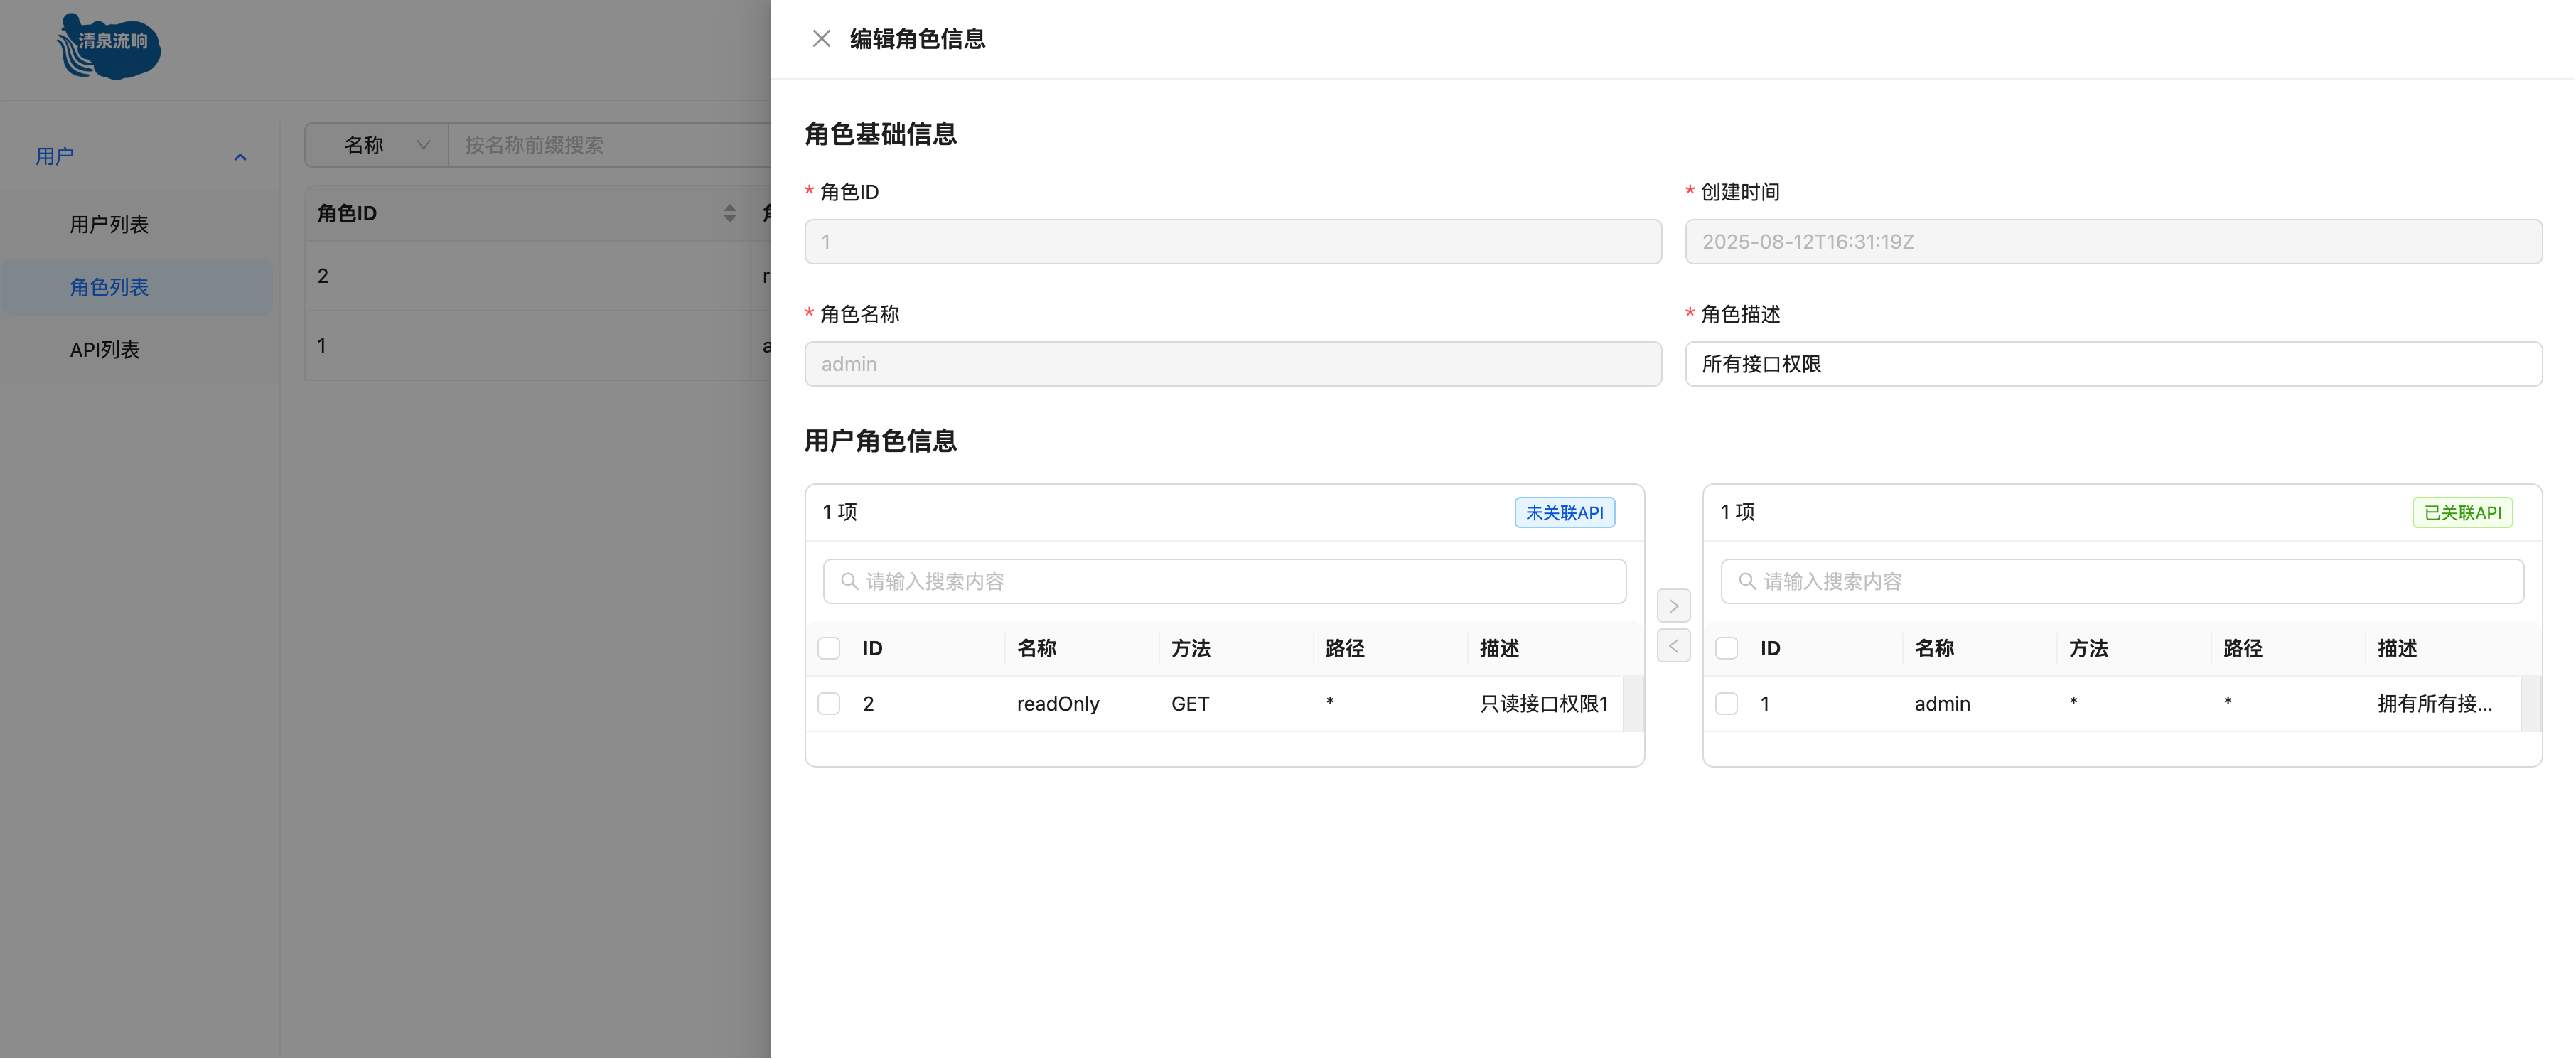 清泉流响
用户
用户列表
角色列表
API列表
名称 按名称前缀搜索
角色ID
2
1
编辑角色信息
角色基础信息
* 角色ID
1
* 创建时间
2025-08-12T16:31:19Z
* 角色名称
admin
* 角色描述
所有接口权限
用户角色信息
1 项 未关联API
请输入搜索内容
ID 名称 方法 路径 描述
2 readOnly GET * 只读接口权限1
1 项 已关联API
请输入搜索内容
ID 名称 方法 路径 描述
1 admin * * 拥有所有接...